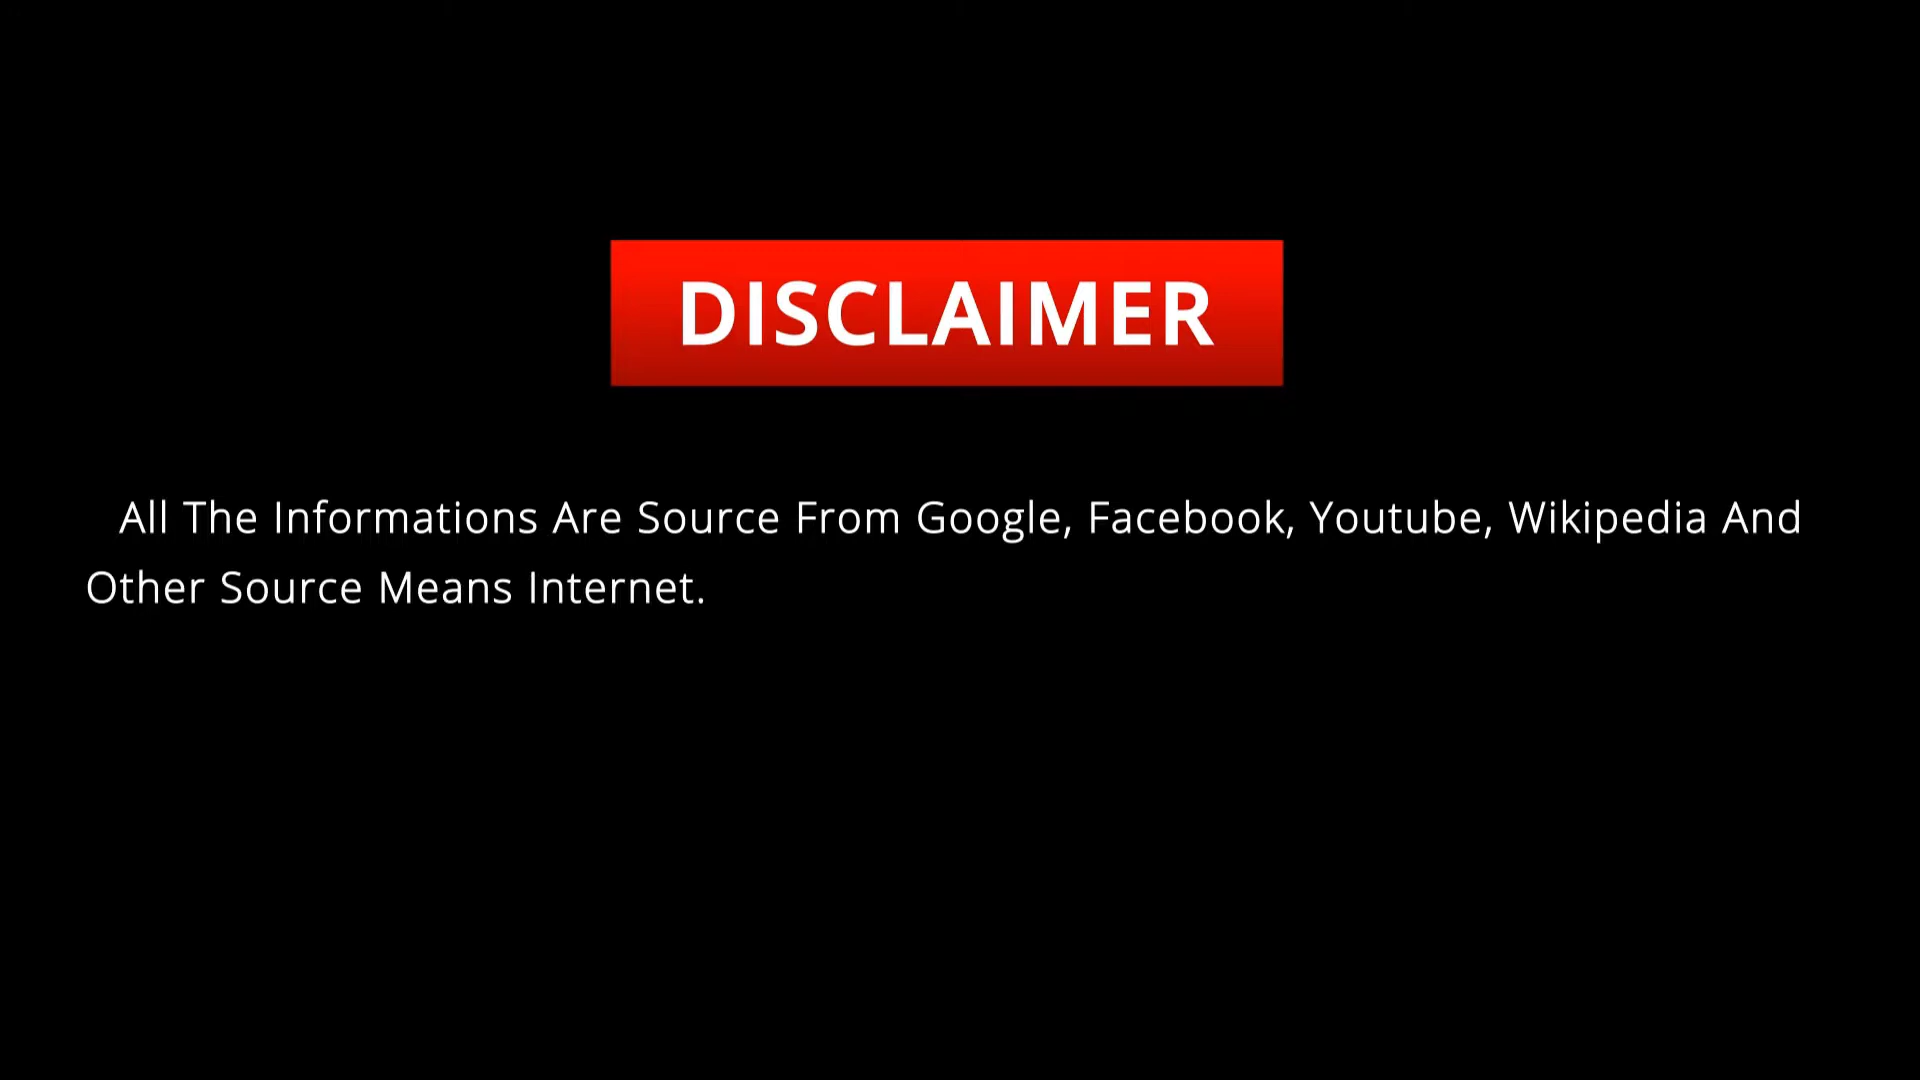 DISCLAIMER
All The Informations Are Source From Google, Facebook, Youtube, Wikipedia And
Other Source Means Internet.